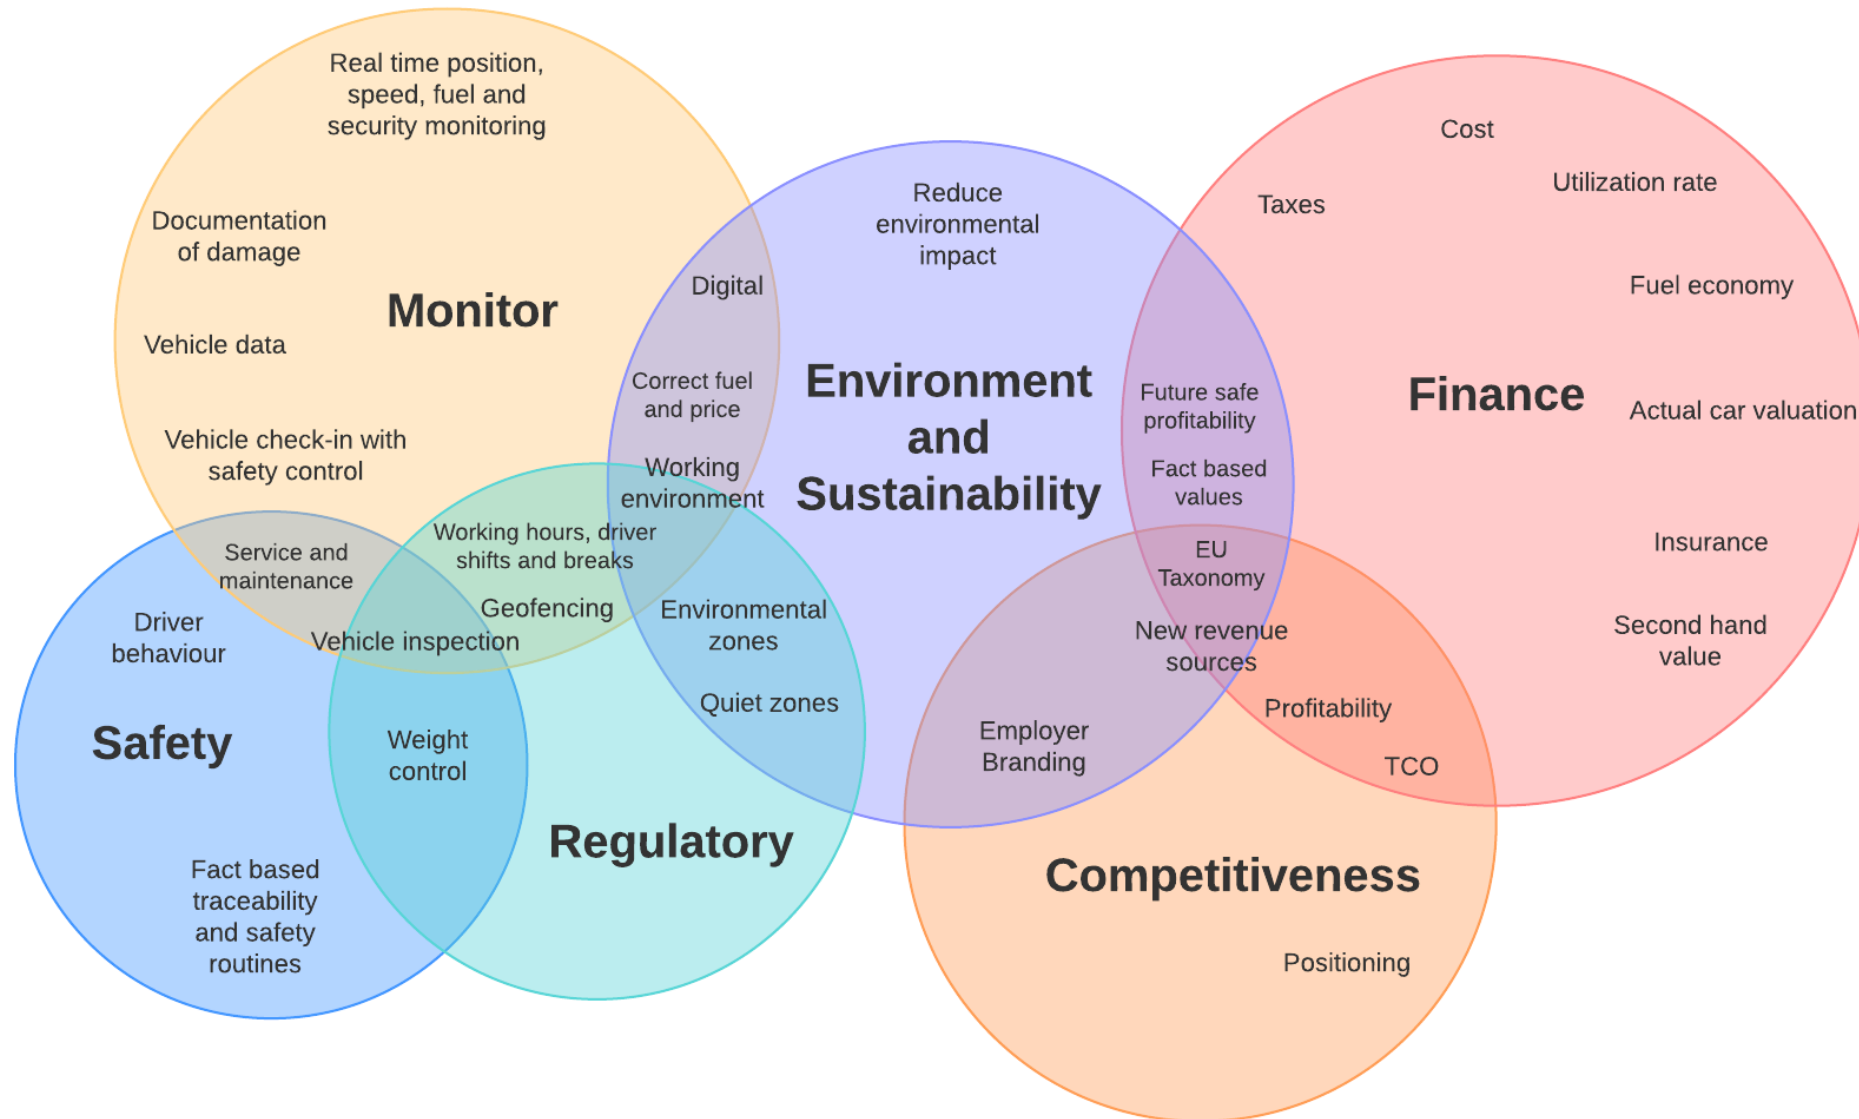 Real time position,
speed, fuel and
security monitoring
Documentation
of damage
Monitor
Vehicle data
Vehicle check-in with
safety control
Digital
Correct fuel
and price
Working
environment
Reduce
environmental
impact
Environment
and
Sustainability
Cost
Utilization rate
Taxes
Fuel economy
Finance
Actual car valuation
Insurance
Second hand
value
Future safe
profitability
Fact based
values
EU
Taxonomy
New revenue
sources
Profitability
TCO
Service and
maintenance
Working hours, driver
shifts and breaks
Geofencing
Vehicle inspection
Environmental
zones
Quiet zones
Driver
behaviour
Safety
Weight
control
Fact based
traceability
and safety
routines
Regulatory
Employer
Branding
Competitiveness
Positioning